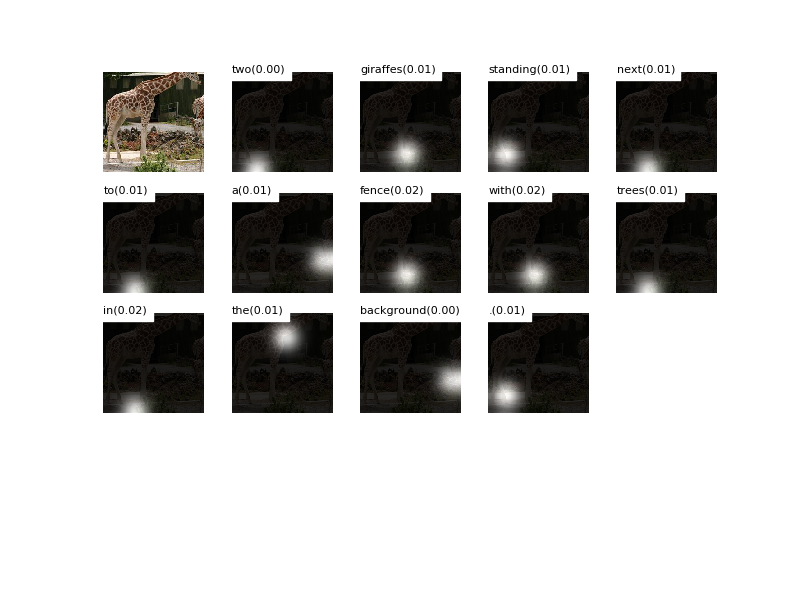 two(0.00) giraffes(0.01) standing(0.01) next(0.01)
to(0.01) a(0.01) fence(0.02) with(0.02) trees(0.01)
in(0.02) the(0.01) background(0.00) .(0.01)